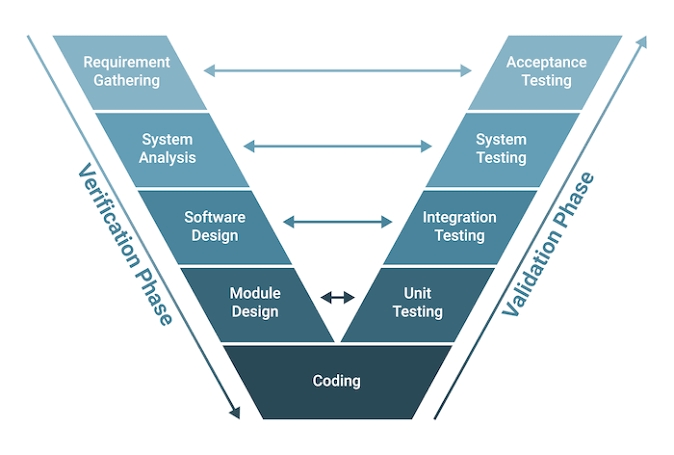 Requirement
Gathering
Acceptance
Testing
System
Analysis
System
Testing
Software
Design
Integration
Testing
Module
Design
Unit
Testing
Coding
Verification Phase
Validation Phase